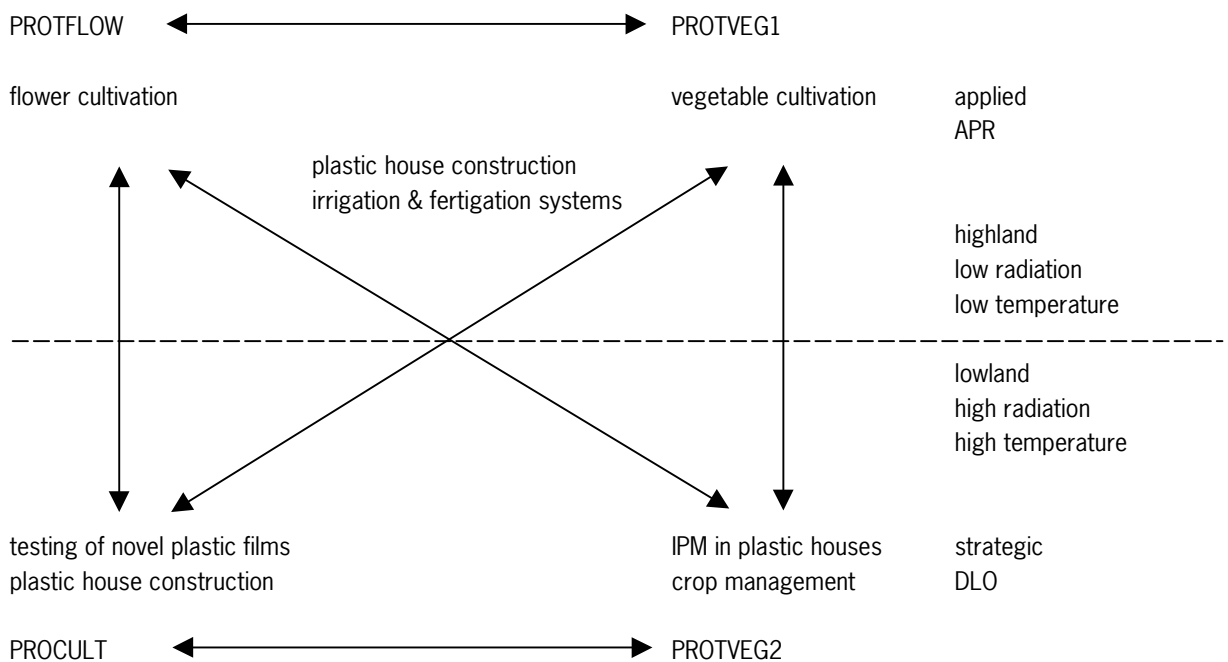 PROTFLOW PROTVEG1
flower cultivation vegetable cultivation applied
APR
plastic house construction
irrigation & fertigation systems
highland
low radiation
low temperature
lowland
high radiation
high temperature
testing of novel plastic films IPM in plastic houses strategic
plastic house construction crop management DLO
PROCULT PROTVEG2